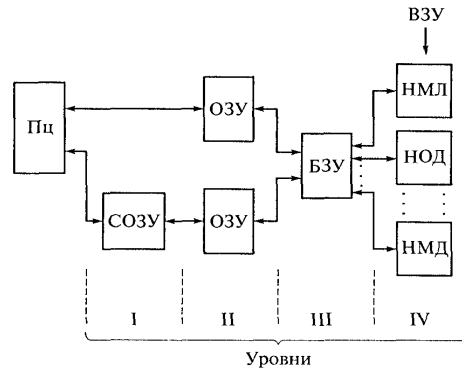 ВЗУ
НМЛ
Пц
ОЗУ
БЗУ
НОД
СОЗУ
ОЗУ
НМД
I
II
III
IV
Уровни